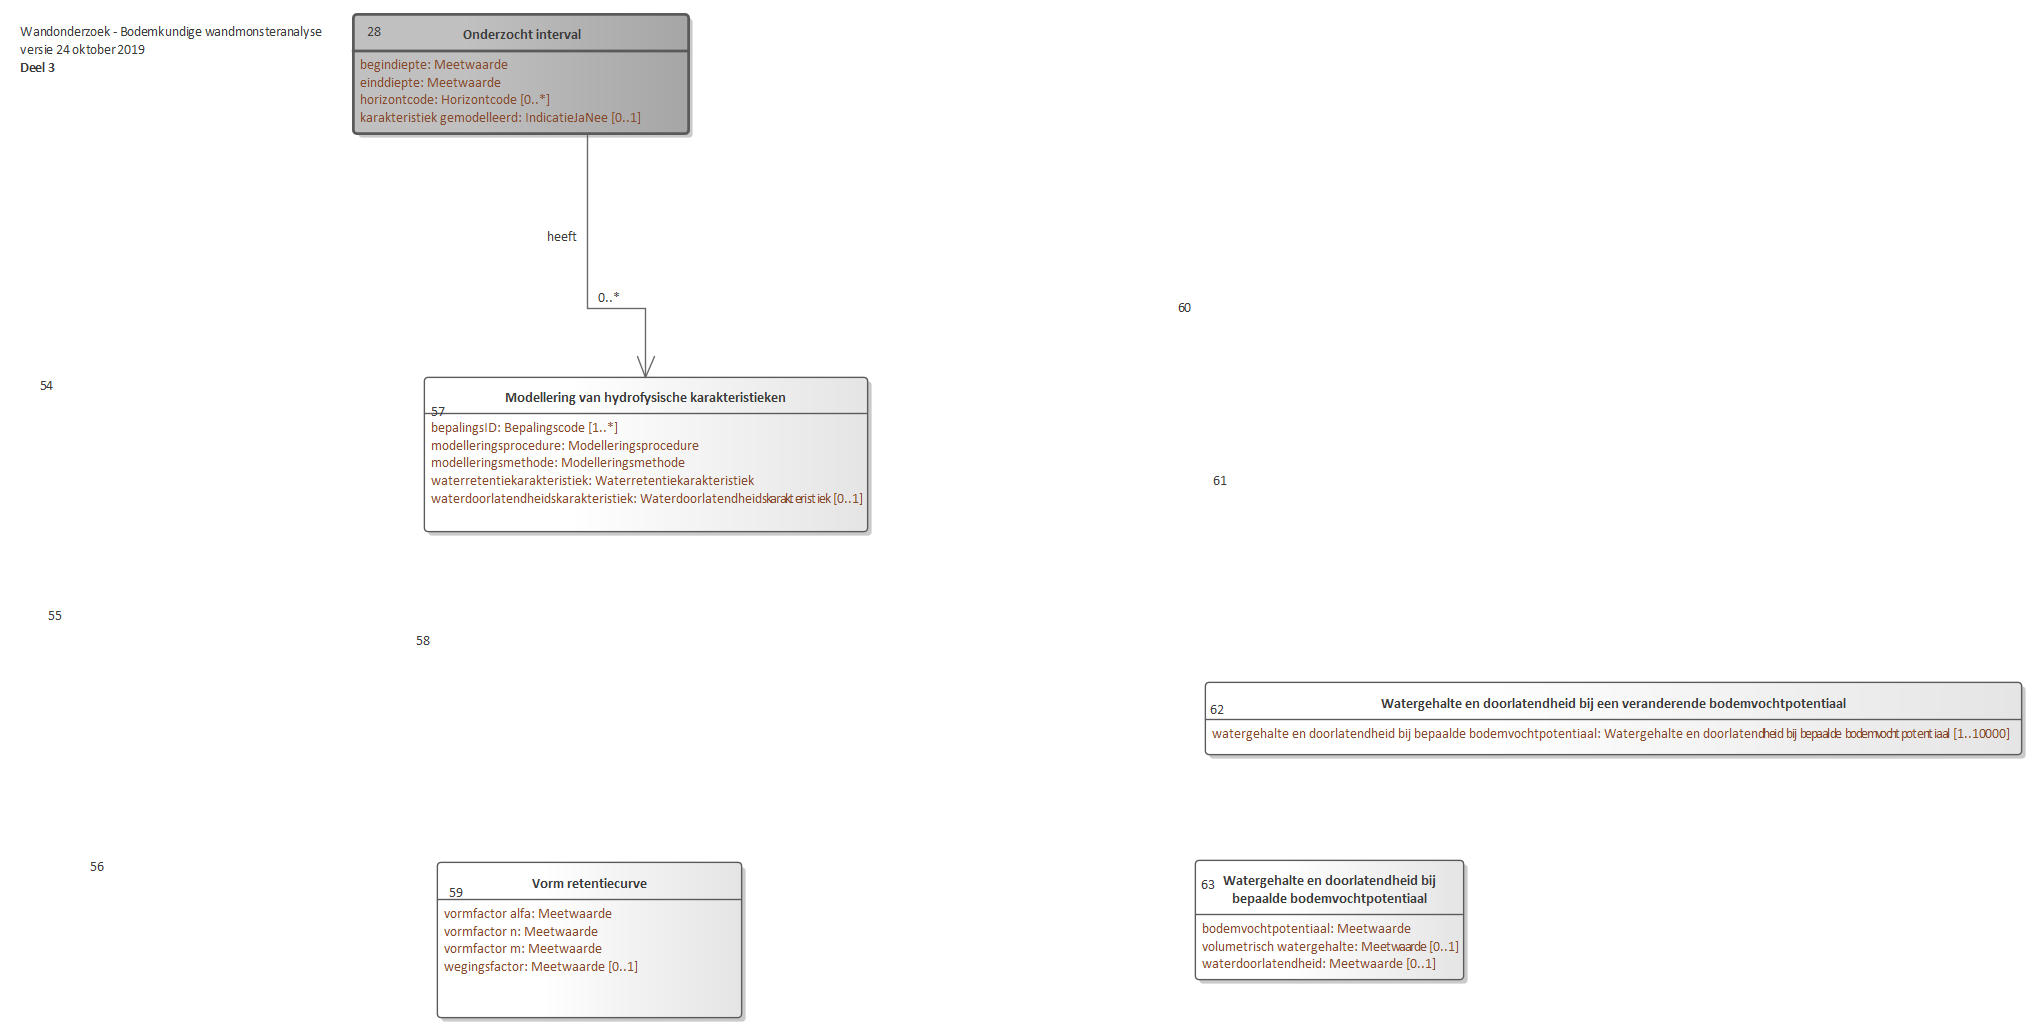 Wandonderzoek - Bodemkundige wandmonsteranalyse
versie 24 oktober 2019
Deel 3
28
Onderzocht interval
begindiepte: Meetwaarde
einddiepte: Meetwaarde
horizontcode: Horizontcode [0..*]
karakteristiek gemodelleerd: IndicatieJaNee [0..1]
heeft
0..*
60
54
Modellering van hydrofysische karakteristieken
57
bepalingsID: Bepalingscode [1..*]
modelleringsprocedure: Modelleringsprocedure
modelleringsmethode: Modelleringsmethode
waterretentiekarakteristiek: Waterretentiekarakteristiek
waterdoorlatendheidskarakteristiek: Waterdoorlatendheidskarakteristiek [0..1]
61
55
58
Watergehalte en doorlatendheid bij een veranderende bodemvochtpotentiaal
62
watergehalte en doorlatendheid bij bepaalde bodemvochtpotentiaal: Watergehalte en doorlatendheid bij bepaalde bodemvochtpotentiaal [1..10000]
56
Vorm retentiecurve
59
vormfactor alfa: Meetwaarde
vormfactor n: Meetwaarde
vormfactor m: Meetwaarde
wegingsfactor: Meetwaarde [0..1]
63
Watergehalte en doorlatendheid bij
bepaalde bodemvochtpotentiaal
bodemvochtpotentiaal: Meetwaarde
volumetrisch watergehalte: Meetwaarde [0..1]
waterdoorlatendheid: Meetwaarde [0..1]